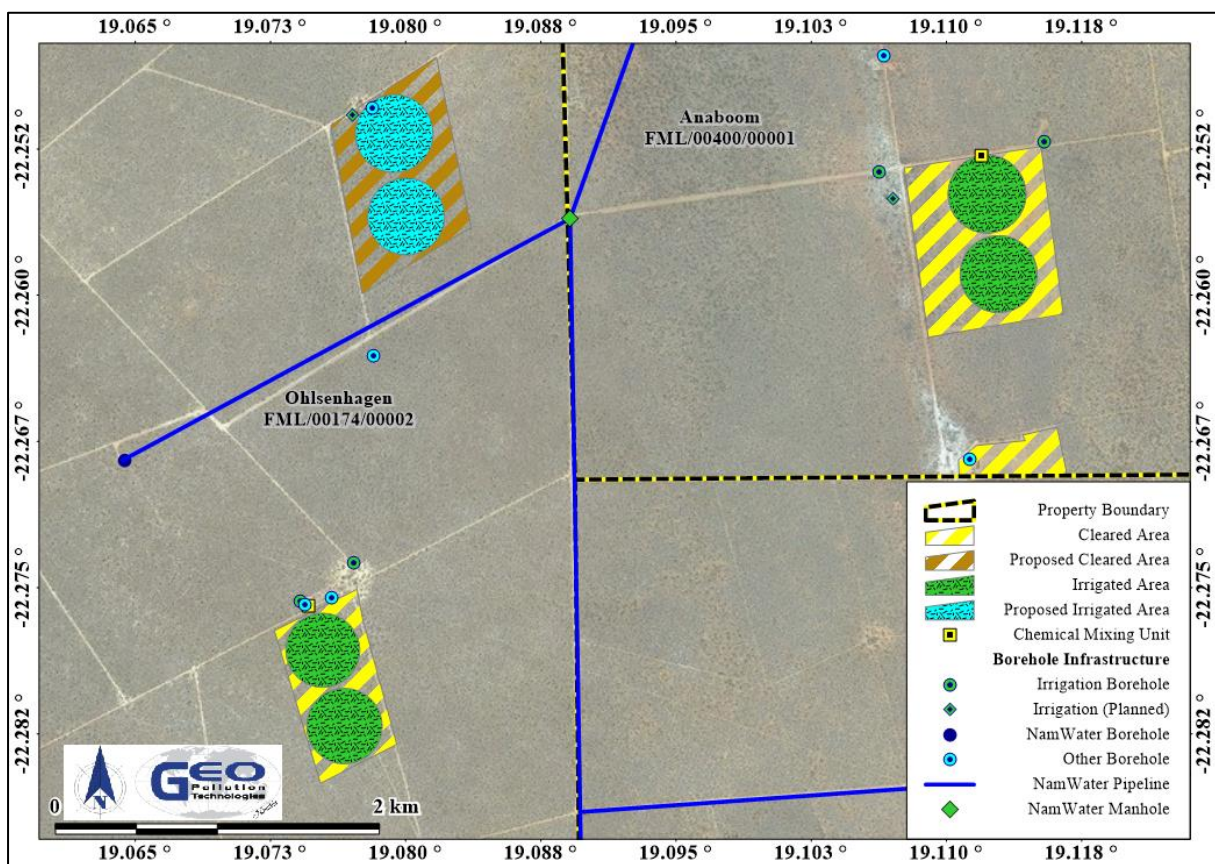 19.065 ° 19.073 ° 19.080 ° 19.088 ° 19.095 ° 19.103 ° 19.110 ° 19.118 °
-22.252 °
-22.260 °
-22.267 °
-22.275 °
-22.282 °
Anaboom
FML/00400/00001
Ohlsenhagen
FML/00174/00002
-22.252 °
-22.260 °
-22.267 °
-22.275 °
-22.282 °
Property Boundary
Cleared Area
Proposed Cleared Area
Irrigated Area
Proposed Irrigated Area
Chemical Mixing Unit
Borehole Infrastructure
Irrigation Borehole
Irrigation (Planned)
NamWater Borehole
Other Borehole
NamWater Pipeline
NamWater Manhole
N
GEO
Pollution
Technologies
0 2 km
19.065 ° 19.073 ° 19.080 ° 19.088 ° 19.095 ° 19.103 ° 19.110 ° 19.118 °